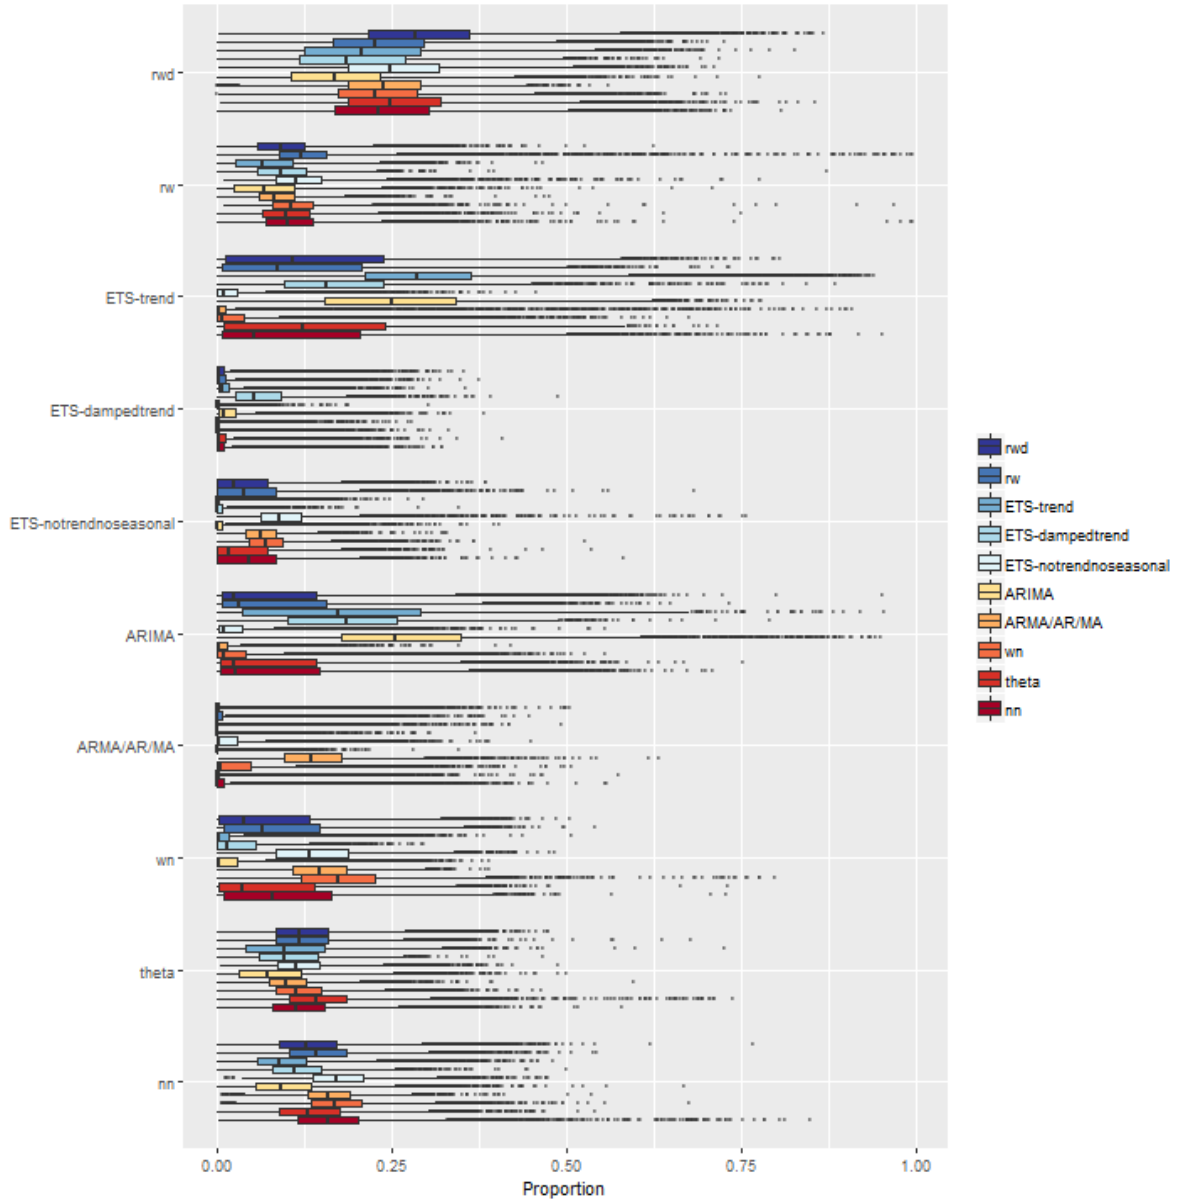 rwd
rw
ETS-trend
ETS-dampedtrend
ETS-notrendnoseasonal
ARIMA
ARMA/AR/MA
wn
theta
nn
0.00 0.25 0.50 0.75 1.00
Proportion
rwd
rw
ETS-trend
ETS-dampedtrend
ETS-notrendnoseasonal
ARIMA
ARMA/AR/MA
wn
theta
nn